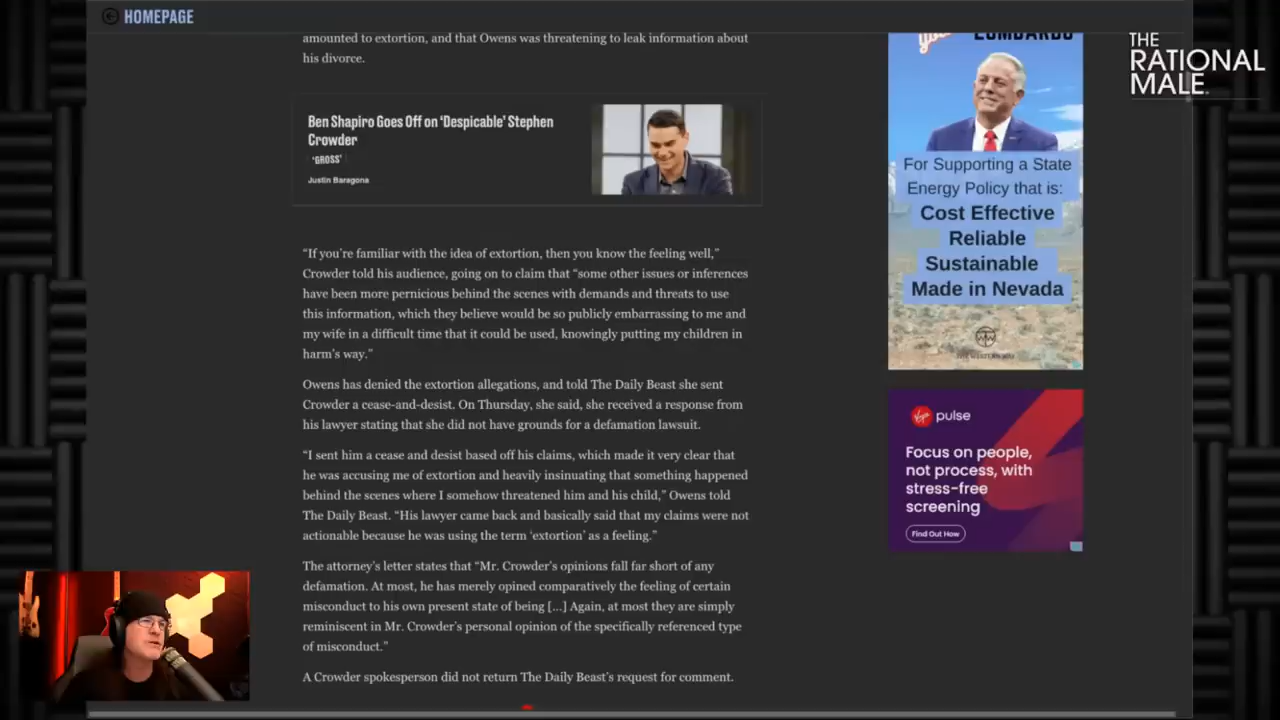 HOMEPAGE
THE
RATIONAL
MALE
amounted to extortion, and that Owens was threatening to leak information about
his divorce.
Ben Shapiro Goes Off on ‘Despicable’ Stephen
Crowder
‘GROSS’
Justin Baragona
“If you’re familiar with the idea of extortion, then you know the feeling well,”
Crowder told his audience, going on to claim that “some other issues or inferences
have been more pernicious behind the scenes with demands and threats to use
this information, which they believe would be so publicly embarrassing to me and
my wife in a difficult time that it could be used, knowingly putting my children in
harm’s way.”
Owens has denied the extortion allegations, and told The Daily Beast she sent
Crowder a cease-and-desist. On Thursday, she said, she received a response from
his lawyer stating that she did not have grounds for a defamation lawsuit.
“I sent him a cease and desist based off his claims, which made it very clear that
he was accusing me of extortion and heavily insinuating that something happened
behind the scenes where I somehow threatened him and his child,” Owens told
The Daily Beast. “His lawyer came back and basically said that my claims were not
actionable because he was using the term ‘extortion’ as a feeling.”
The attorney’s letter states that “Mr. Crowder’s opinions fall far short of any
defamation. At most, he has merely opined comparatively the feeling of certain
misconduct to his own present state of being [...] Again, at most they are simply
reminiscent in Mr. Crowder’s personal opinion of the specifically referenced type
of misconduct.”
A Crowder spokesperson did not return The Daily Beast’s request for comment.
LOMBARDO
For Supporting a State
Energy Policy that is:
Cost Effective
Reliable
Sustainable
Made in Nevada
Virgin pulse
Focus on people,
not process, with
stress-free
screening
Find Out How